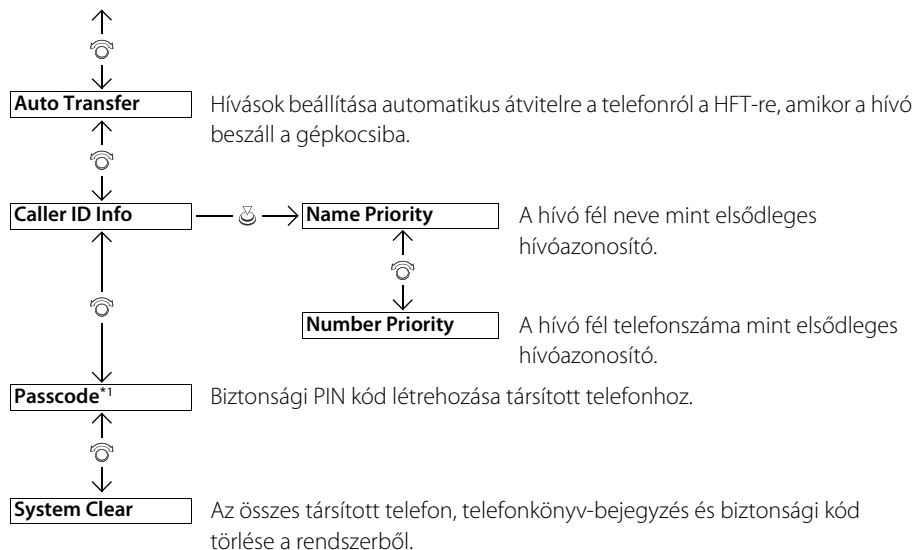 Auto Transfer
Hívások beállítása automatikus átvitelre a telefonról a HFT-re, amikor a hívó
beszáll a gépkocsiba.
Caller ID Info
Name Priority
A hívó fél neve mint elsődleges
hívóazonosító.
Number Priority
A hívó fél telefonszáma mint elsődleges
hívóazonosító.
Passcode*1
Biztonsági PIN kód létrehozása társított telefonhoz.
System Clear
Az összes társított telefon, telefonkönyv-bejegyzés és biztonsági kód
törlése a rendszerből.